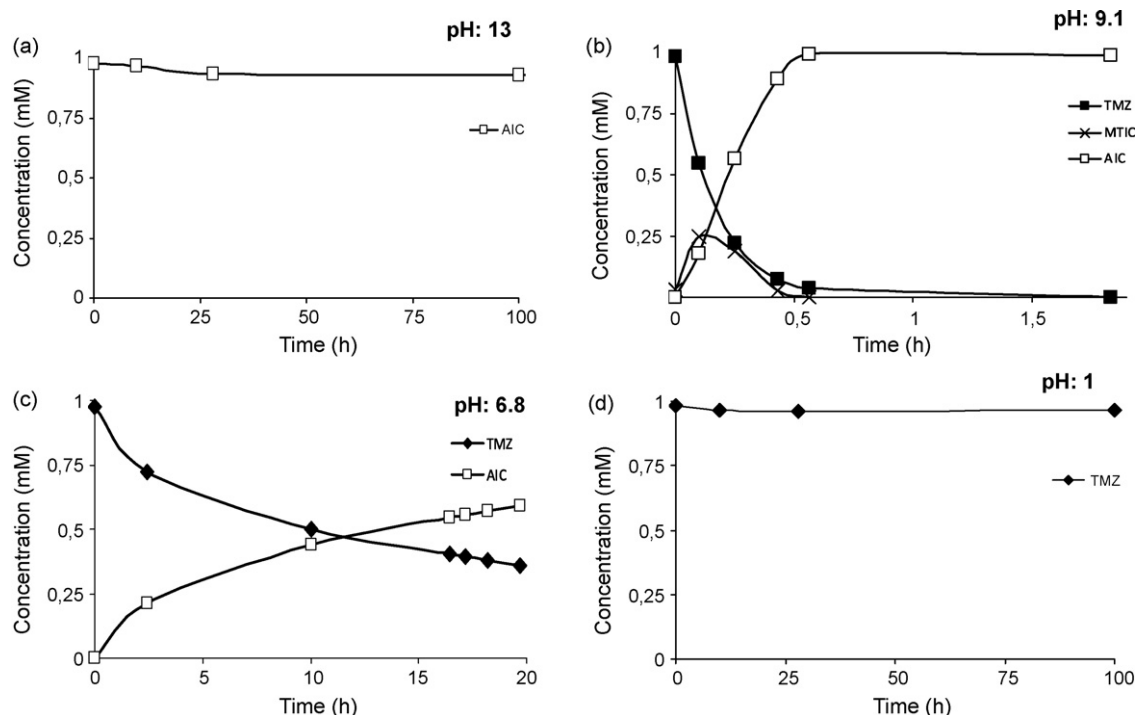 (a)
pH: 13
1
0,75
0,5
0,25
0
Concentration (mM)
AIC
0
25
50
75
100
Time (h)
(b)
pH: 9.1
1
0,75
0,5
0,25
0
Concentration (mM)
TMZ
MTIC
AIC
0
0,5
1
1,5
Time (h)
(c)
pH: 6.8
1
0,75
0,5
0,25
0
Concentration (mM)
TMZ
AIC
0
5
10
15
20
Time (h)
(d)
pH: 1
1
0,75
0,5
0,25
0
Concentration (mM)
TMZ
0
25
50
75
100
Time (h)